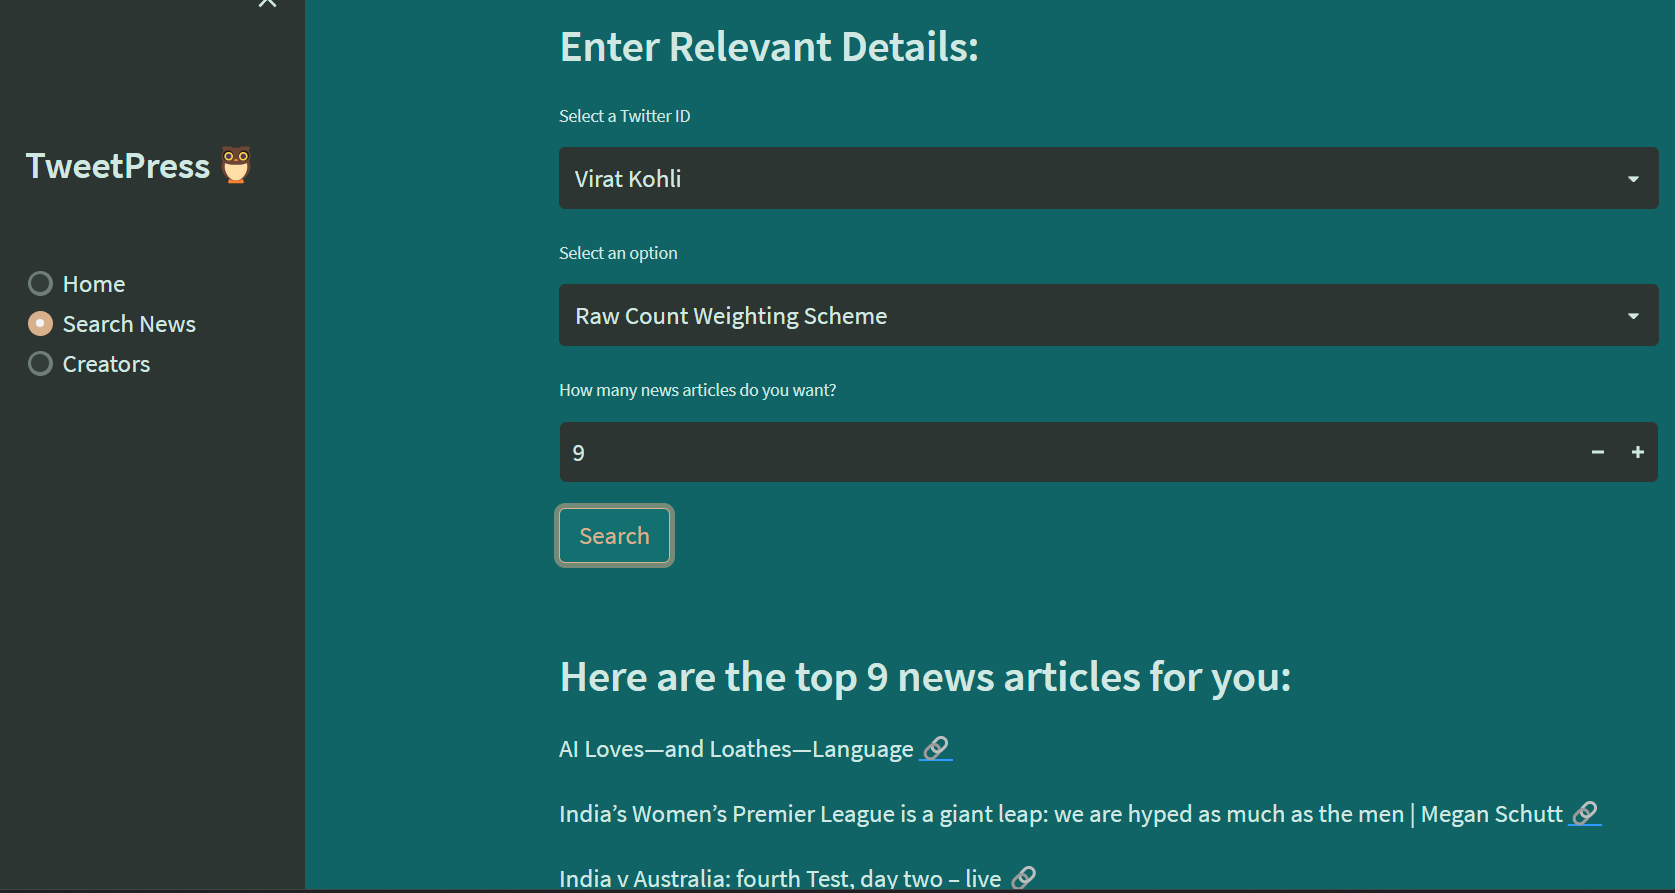 TweetPress
Home
Search News
Creators
Enter Relevant Details:
Select a Twitter ID
Virat Kohli
Select an option
Raw Count Weighting Scheme
How many news articles do you want?
9
Search
Here are the top 9 news articles for you:
AI Loves—and Loathes—Language
India’s Women’s Premier League is a giant leap: we are hyped as much as the men | Megan Schutt
India v Australia: fourth Test, day two – live